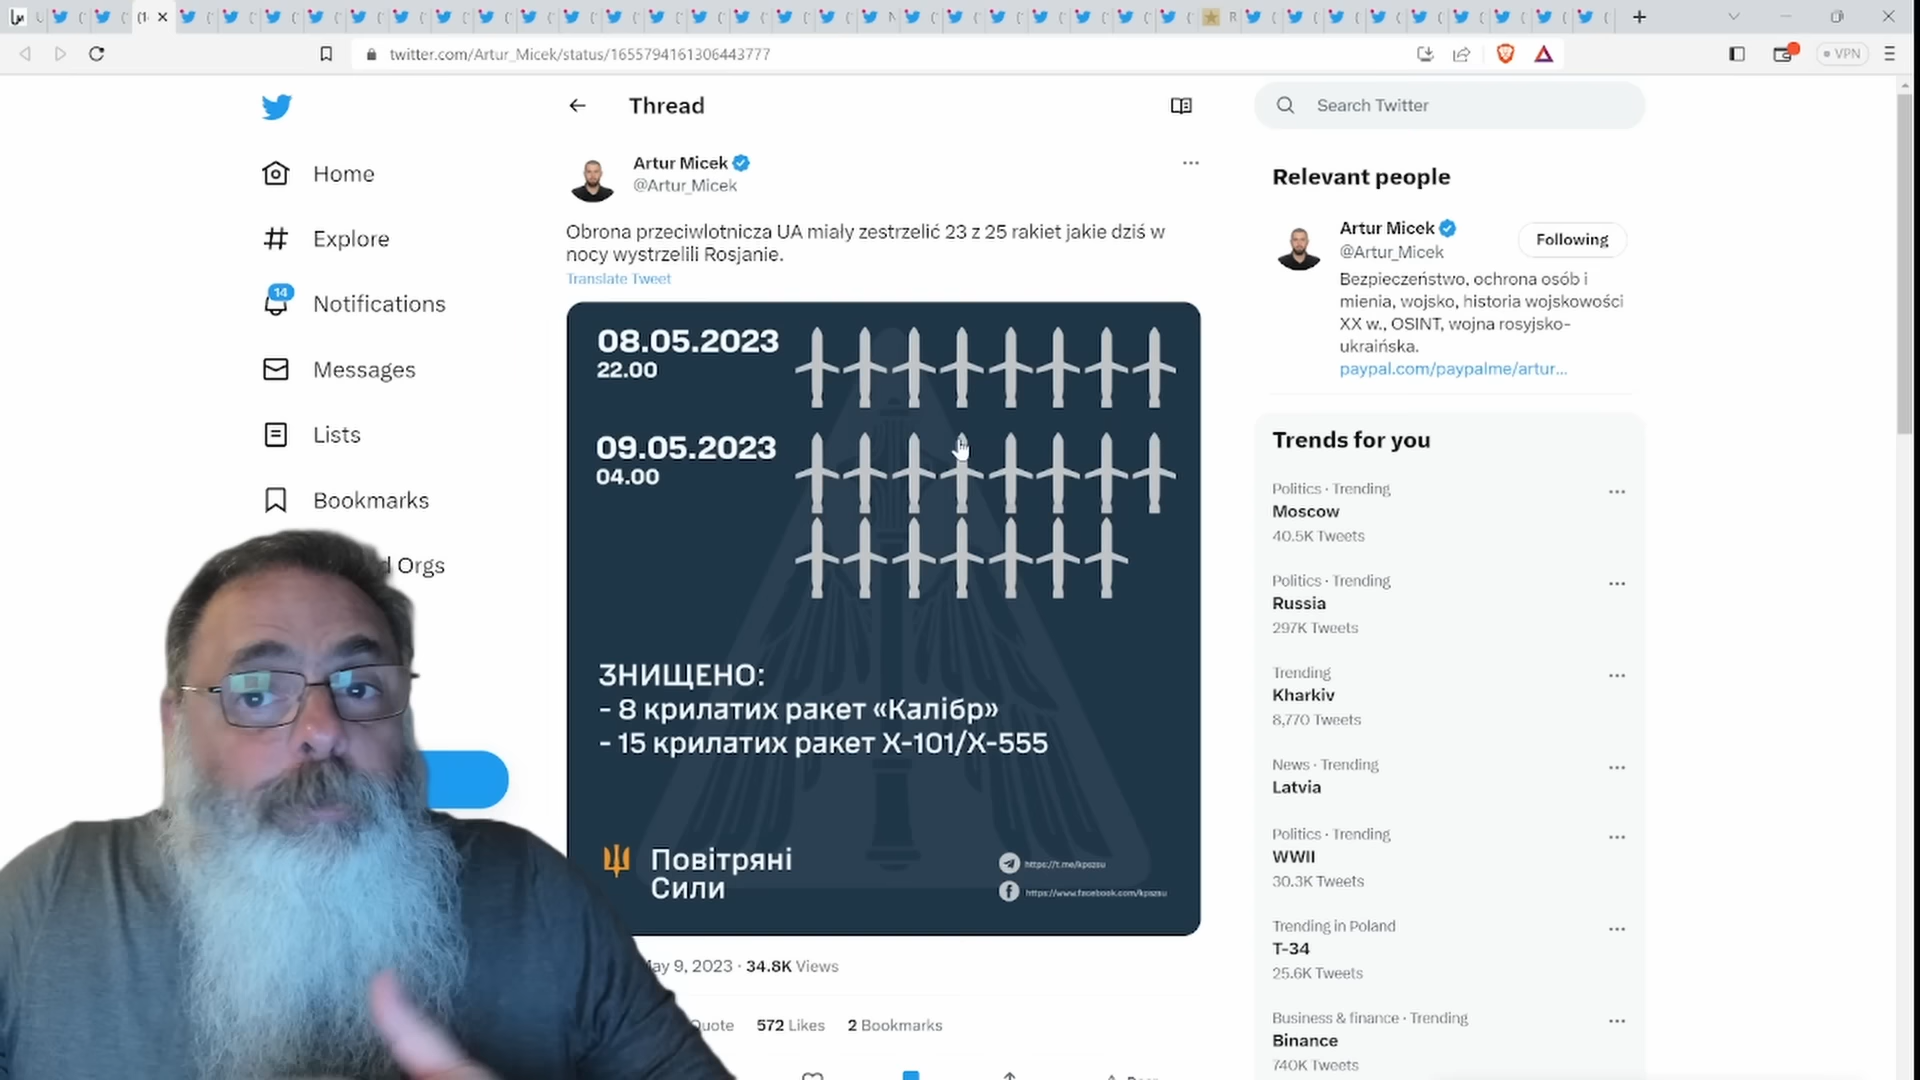 twitter.com/Artur_Micek/status/1655794161306443777
VPN
Thread
Search Twitter
Home
Explore
14
Notifications
Messages
Lists
Bookmarks
d Orgs
Artur Micek
@Artur_Micek
Obrona przeciwlotnicza UA miały zestrzelić 23 z 25 rakiet jakie dziś w
nocy wystrzelili Rosjanie.
Translate Tweet
08.05.2023
22.00
09.05.2023
04.00
ЗНИЩЕНО:
- 8 крилатих ракет «Калібр»
- 15 крилатих ракет Х-101/Х-555
Повітряні
Сили
https://t.me/kpszsu
https://www.facebook.com/kpszsu
May 9, 2023 · 34.8K Views
Quote 572 Likes 2 Bookmarks
Relevant people
Artur Micek
@Artur_Micek
Following
Bezpieczeństwo, ochrona osób i
mienia, wojsko, historia wojskowości
XX w., OSINT, wojna rosyjsko-
ukraińska.
paypal.com/paypalme/artur...
Trends for you
Politics · Trending
Moscow
40.5K Tweets
Politics · Trending
Russia
297K Tweets
Trending
Kharkiv
8,770 Tweets
News · Trending
Latvia
Politics · Trending
WWII
30.3K Tweets
Trending in Poland
T-34
25.6K Tweets
Business & finance · Trending
Binance
740K Tweets